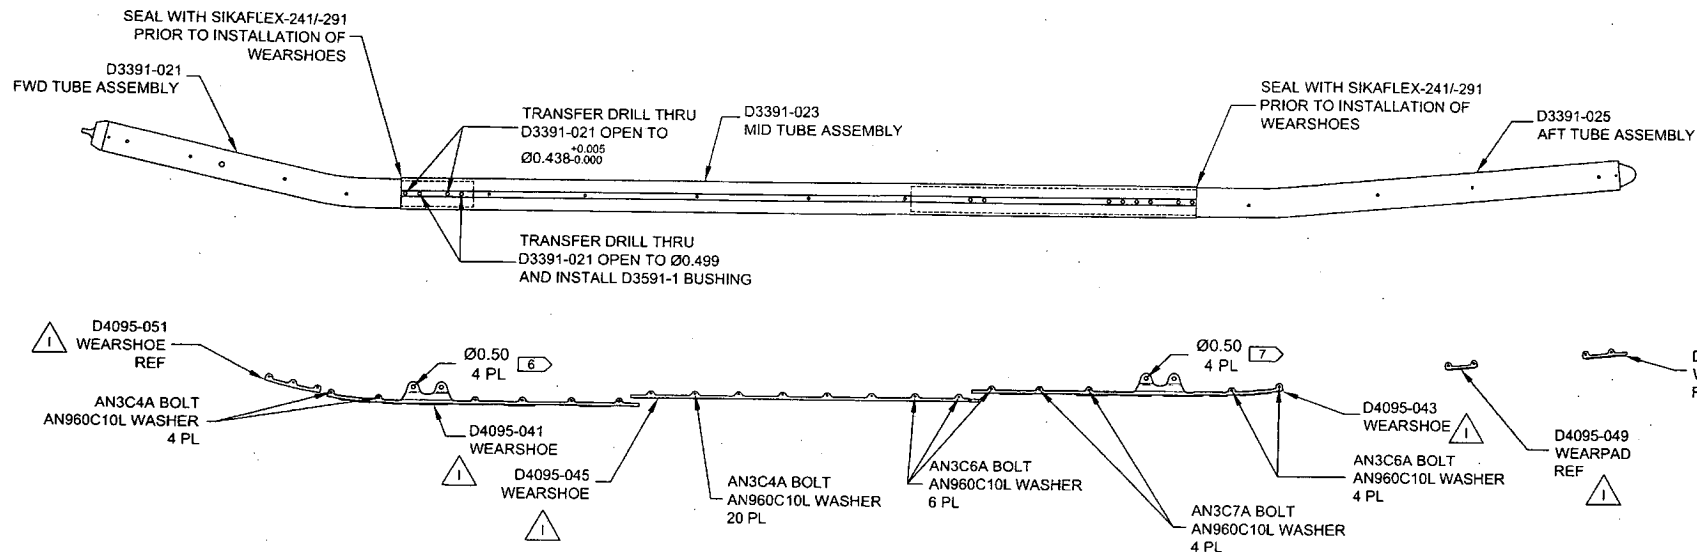 SEAL WITH SIKAFLEX-241/-291
PRIOR TO INSTALLATION OF
WEARSHOES
D3391-021
FWD TUBE ASSEMBLY
TRANSFER DRILL THRU
D3391-021 OPEN TO
Ø0.438 +0.005 -0.000
D3391-023
MID TUBE ASSEMBLY
SEAL WITH SIKAFLEX-241/-291
PRIOR TO INSTALLATION OF
WEARSHOES
D3391-025
AFT TUBE ASSEMBLY
TRANSFER DRILL THRU
D3391-021 OPEN TO Ø0.499
AND INSTALL D3591-1 BUSHING
1
D4095-051
WEARSHOE
REF
Ø0.50
4 PL
6
Ø0.50
4 PL
7
AN3C4A BOLT
AN960C10L WASHER
4 PL
D4095-041
WEARSHOE
1
D4095-045
WEARSHOE
1
AN3C4A BOLT
AN960C10L WASHER
20 PL
AN3C6A BOLT
AN960C10L WASHER
6 PL
AN3C7A BOLT
AN960C10L WASHER
4 PL
AN3C6A BOLT
AN960C10L WASHER
4 PL
D4095-043
WEARSHOE
1
D4095-049
WEARPAD
REF
1